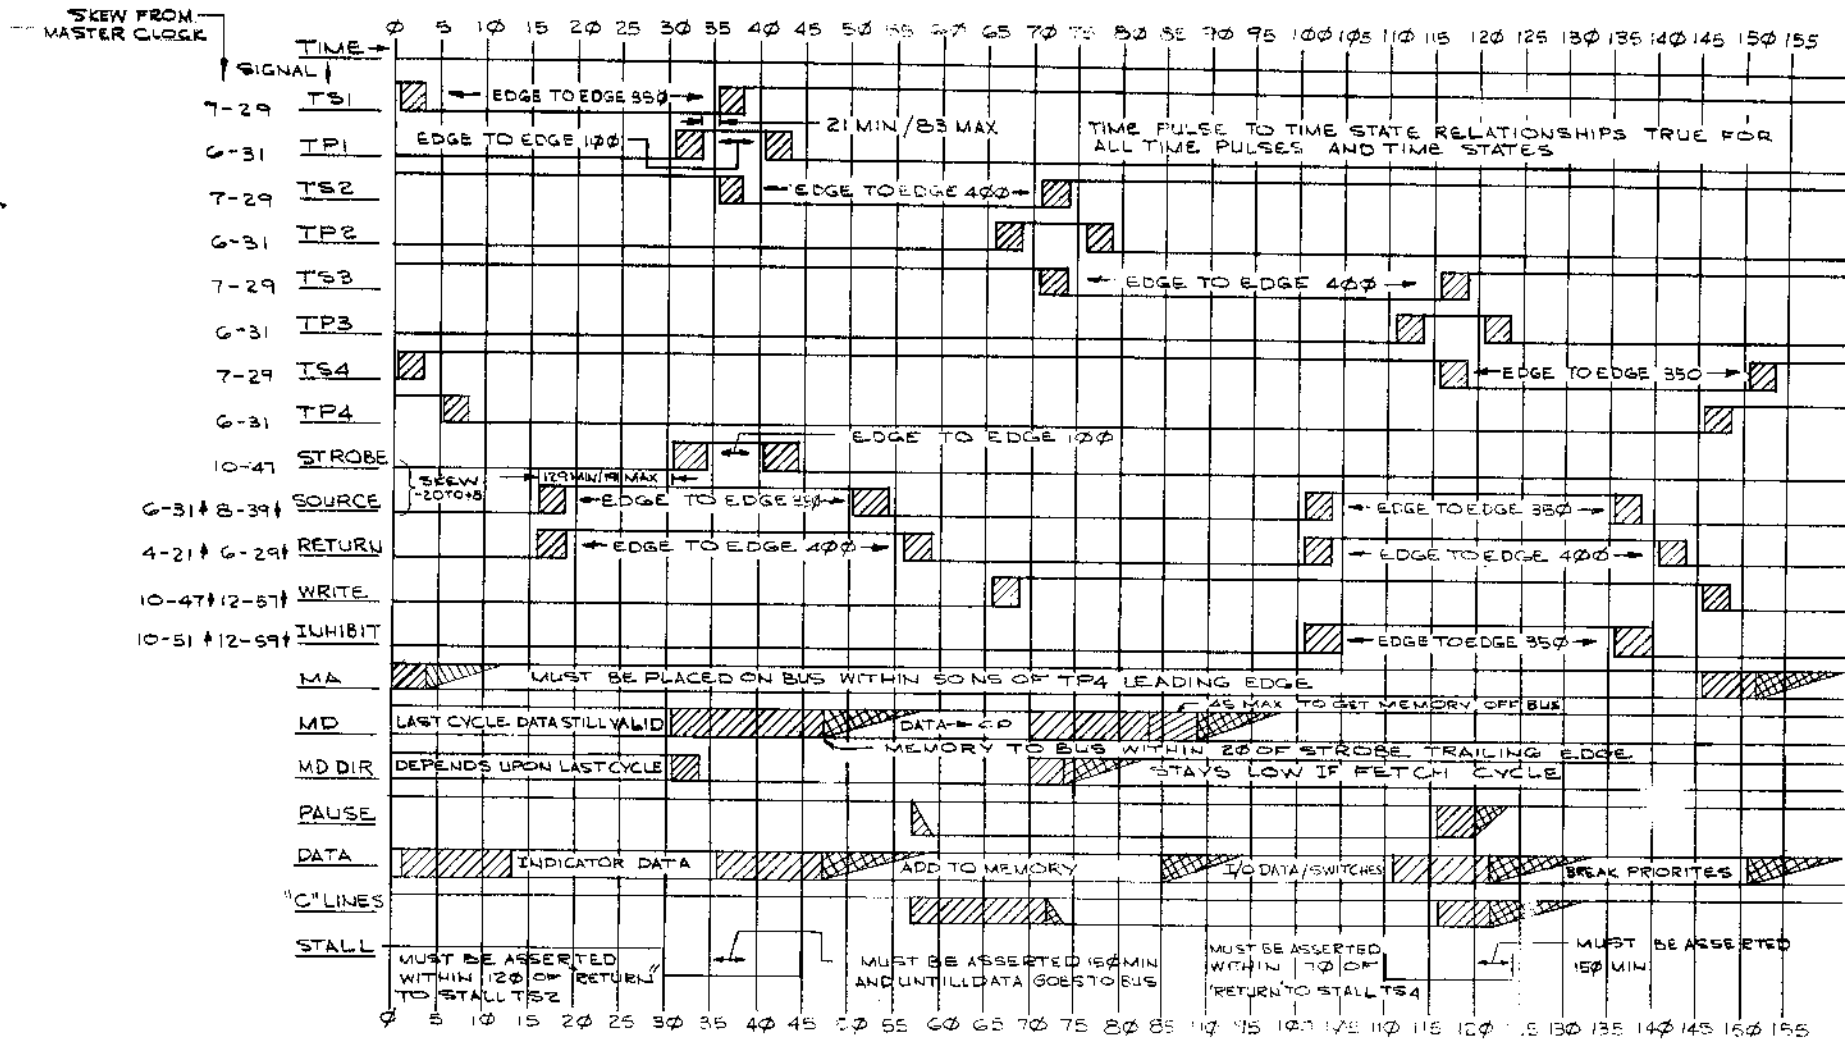 SKEW FROM
MASTER CLOCK
TIME → Ø 5 1Ø 15 2Ø 25 3Ø 35 4Ø 45 5Ø 55 6Ø 65 7Ø 75 8Ø 85 9Ø 95 1ØØ 1Ø5 11Ø 115 12Ø 125 13Ø 135 14Ø 145 15Ø 155
SIGNAL
7-29 TS1 EDGE TO EDGE 35Ø
21 MIN/83 MAX
6-31 TP1 EDGE TO EDGE 1ØØ
TIME PULSE TO TIME STATE RELATIONSHIPS TRUE FOR
ALL TIME PULSES AND TIME STATES
7-29 TS2 EDGE TO EDGE 4ØØ
6-31 TP2
7-29 TS3 EDGE TO EDGE 4ØØ
6-31 TP3
7-29 TS4 EDGE TO EDGE 350
6-31 TP4
EDGE TO EDGE 1ØØ
10-47 STROBE
SKEW
-20TO+8
129 MIN/191 MAX
6-31↑ 8-39↑ SOURCE EDGE TO EDGE 35Ø EDGE TO EDGE 35Ø
4-21↑ 6-29↑ RETURN EDGE TO EDGE 4ØØ EDGE TO EDGE 4ØØ
10-47↑ 12-57↑ WRITE
10-51 ↑ 12-59↑ INHIBIT EDGE TO EDGE 35Ø
MA MUST BE PLACED ON BUS WITHIN 50 NS OF TP4 LEADING EDGE
MD LAST CYCLE DATA STILL VALID DATA → CP
45 MAX TO GET MEMORY OFF BUS
MEMORY TO BUS WITHIN 2Ø OF STROBE TRAILING EDGE
MD DIR DEPENDS UPON LAST CYCLE STAYS LOW IF FETCH CYCLE
PAUSE
DATA INDICATOR DATA ADD TO MEMORY I/O DATA/SWITCHES BREAK PRIORITES
"C" LINES
STALL
MUST BE ASSERTED
WITHIN 12Ø OF "RETURN"
TO STALL TS2
MUST BE ASSERTED 15Ø MIN
AND UNTILL DATA GOES TO BUS
MUST BE ASSERTED
WITHIN 17Ø OF
"RETURN" TO STALL TS4
MUST BE ASSERTED
15Ø MIN
Ø 5 1Ø 15 2Ø 25 3Ø 35 4Ø 45 5Ø 55 6Ø 65 7Ø 75 8Ø 85 95 11Ø 115 12Ø 13Ø 135 14Ø 145 15Ø 155